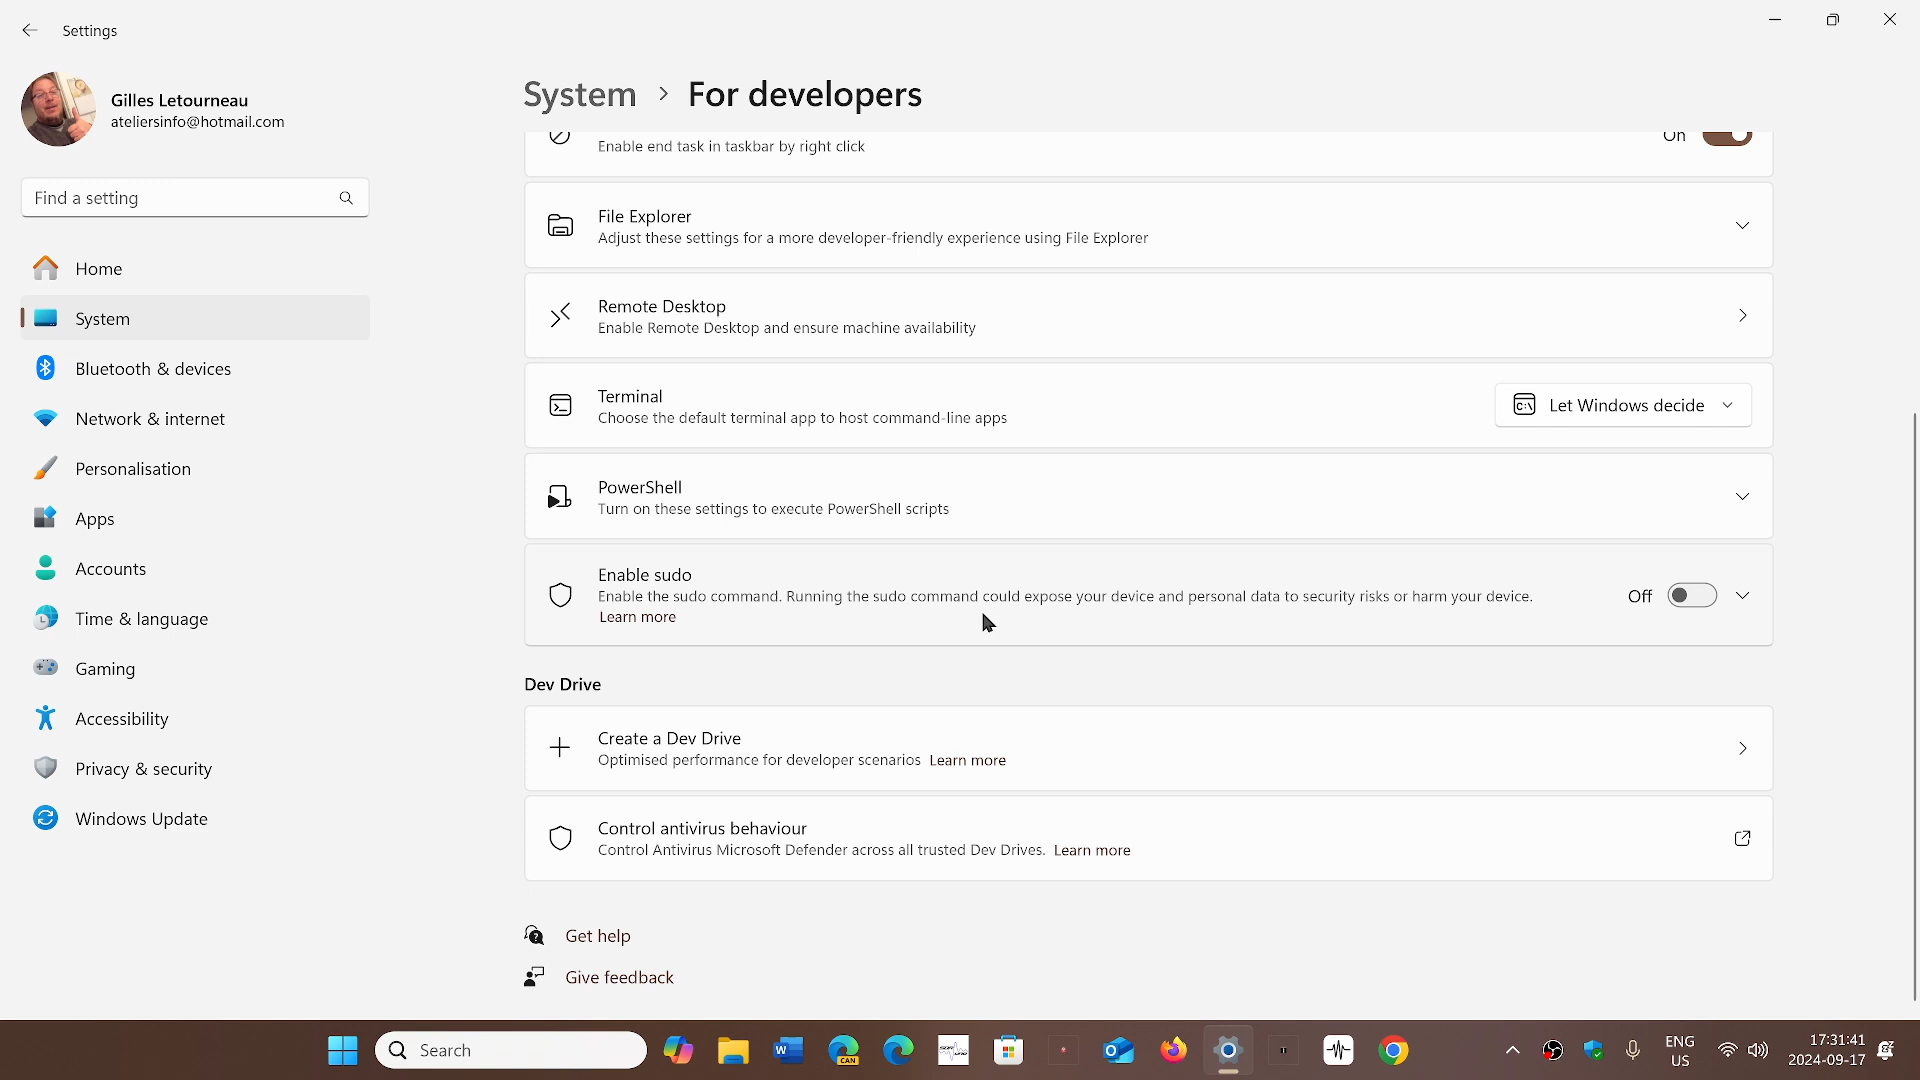 Settings
Gilles Letourneau
ateliersinfo@hotmail.com
Find a setting
Home
System
Bluetooth & devices
Network & internet
Personalisation
Apps
Accounts
Time & language
Gaming
Accessibility
Privacy & security
Windows Update
System > For developers
Enable end task in taskbar by right click
On
File Explorer
Adjust these settings for a more developer-friendly experience using File Explorer
Remote Desktop
Enable Remote Desktop and ensure machine availability
Terminal
Choose the default terminal app to host command-line apps
Let Windows decide
PowerShell
Turn on these settings to execute PowerShell scripts
Enable sudo
Enable the sudo command. Running the sudo command could expose your device and personal data to security risks or harm your device.
Learn more
Off
Dev Drive
Create a Dev Drive
Optimised performance for developer scenarios Learn more
Control antivirus behaviour
Control Antivirus Microsoft Defender across all trusted Dev Drives. Learn more
Get help
Give feedback
Search
CAN
ENG
US
17:31:41
2024-09-17